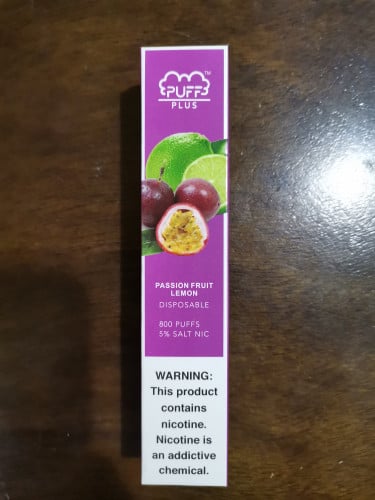 PUFF™
PLUS
PASSION FRUIT
LEMON
DISPOSABLE
800 PUFFS
5% SALT NIC
WARNING:
This product
contains
nicotine.
Nicotine is
an addictive
chemical.